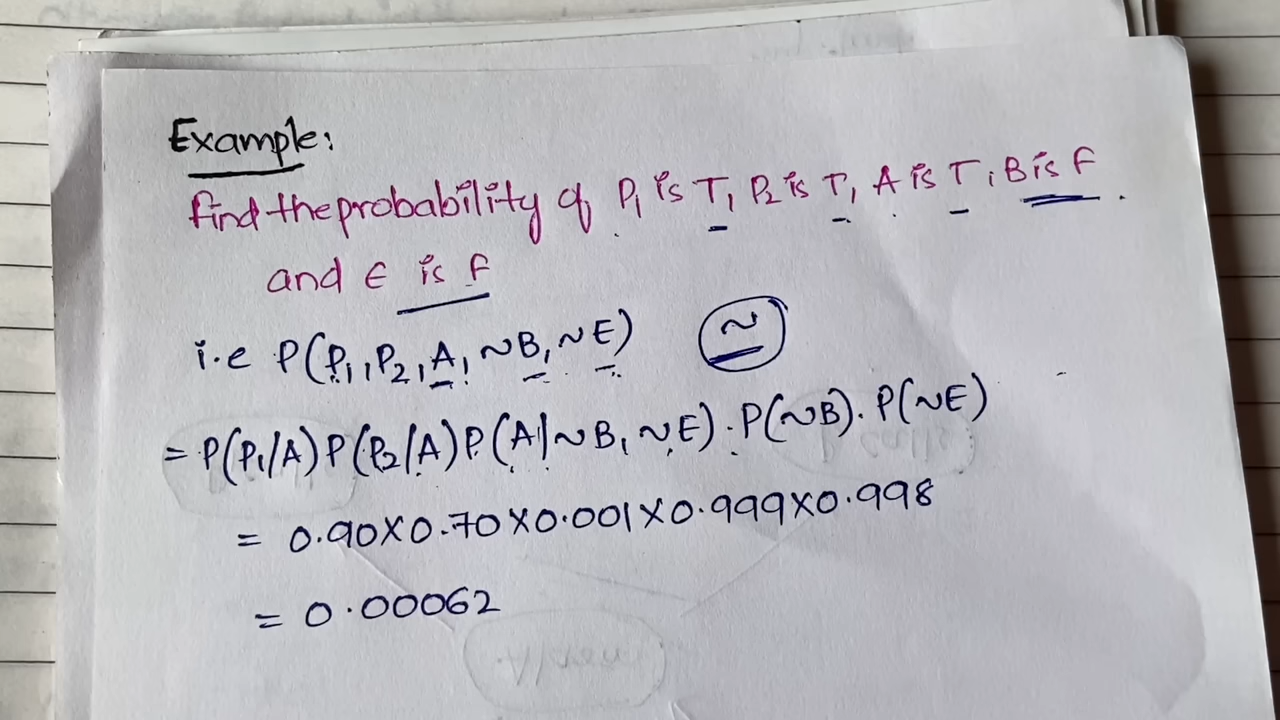 Example:
find the probability of P₁ is T, P₂ is T, A is T, B is F
and E is F
i.e P(P₁, P₂, A, ~B, ~E) ~
= P(P₁/A) P(P₂/A) P(A|~B, ~E) . P(~B) . P(~E)
= 0.90 X 0.70 X 0.001 X 0.999 X 0.998
= 0.00062